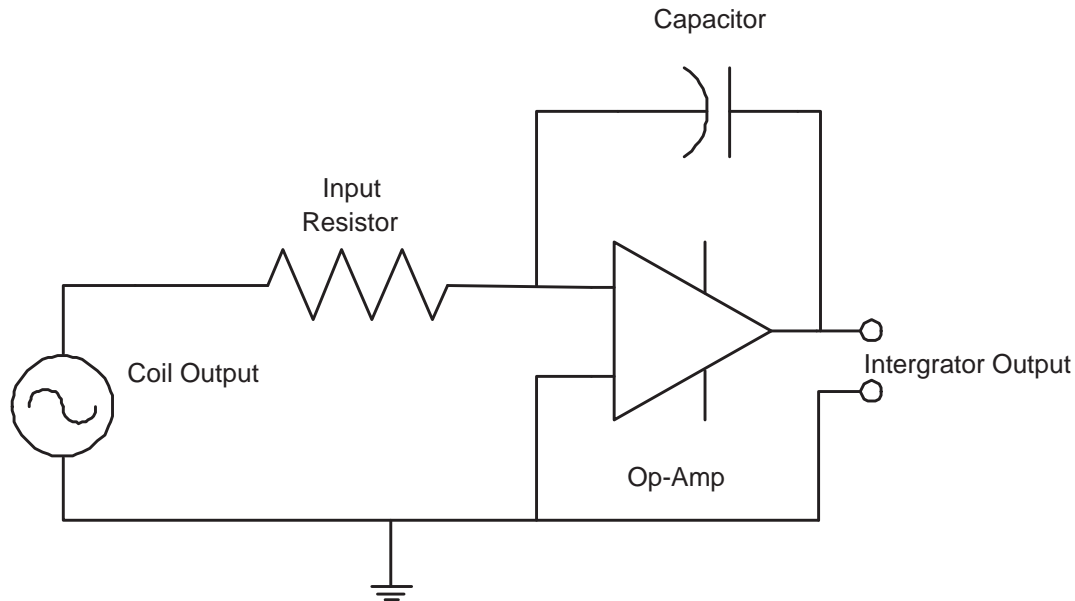 Capacitor
Input
Resistor
Coil Output
Intergrator Output
Op-Amp